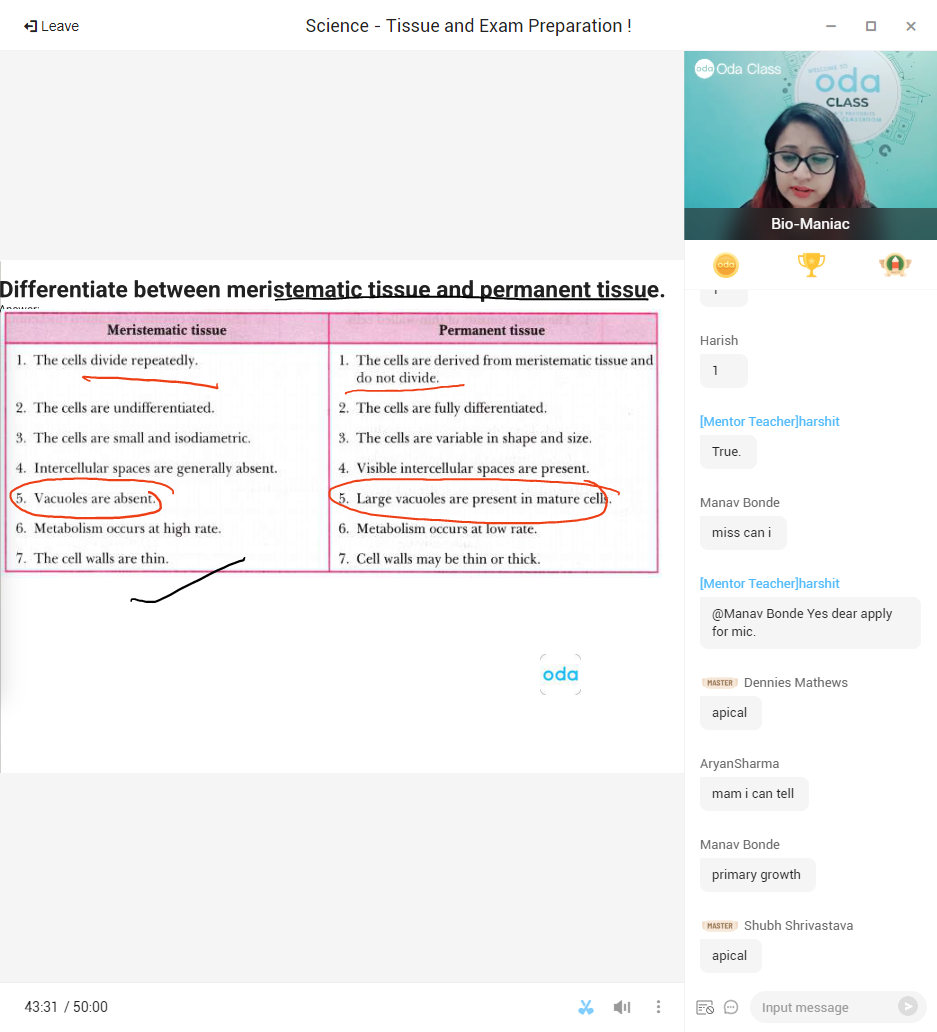 Leave
Science - Tissue and Exam Preparation !
oda Oda Class
WELCOME TO
oda
CLASS
CLASSROOM
Bio-Maniac
oda
Differentiate between meristematic tissue and permanent tissue.
Answer:
Meristematic tissue
Permanent tissue
1. The cells divide repeatedly.
1. The cells are derived from meristematic tissue and
do not divide.
2. The cells are undifferentiated.
2. The cells are fully differentiated.
3. The cells are small and isodiametric.
3. The cells are variable in shape and size.
4. Intercellular spaces are generally absent.
4. Visible intercellular spaces are present.
5. Vacuoles are absent.
5. Large vacuoles are present in mature cells.
6. Metabolism occurs at high rate.
6. Metabolism occurs at low rate.
7. The cell walls are thin.
7. Cell walls may be thin or thick.
oda
43:31 / 50:00
Harish
1
[Mentor Teacher]harshit
True.
Manav Bonde
miss can i
[Mentor Teacher]harshit
@Manav Bonde Yes dear apply
for mic.
MASTER Dennies Mathews
apical
AryanSharma
mam i can tell
Manav Bonde
primary growth
MASTER Shubh Shrivastava
apical
Input message